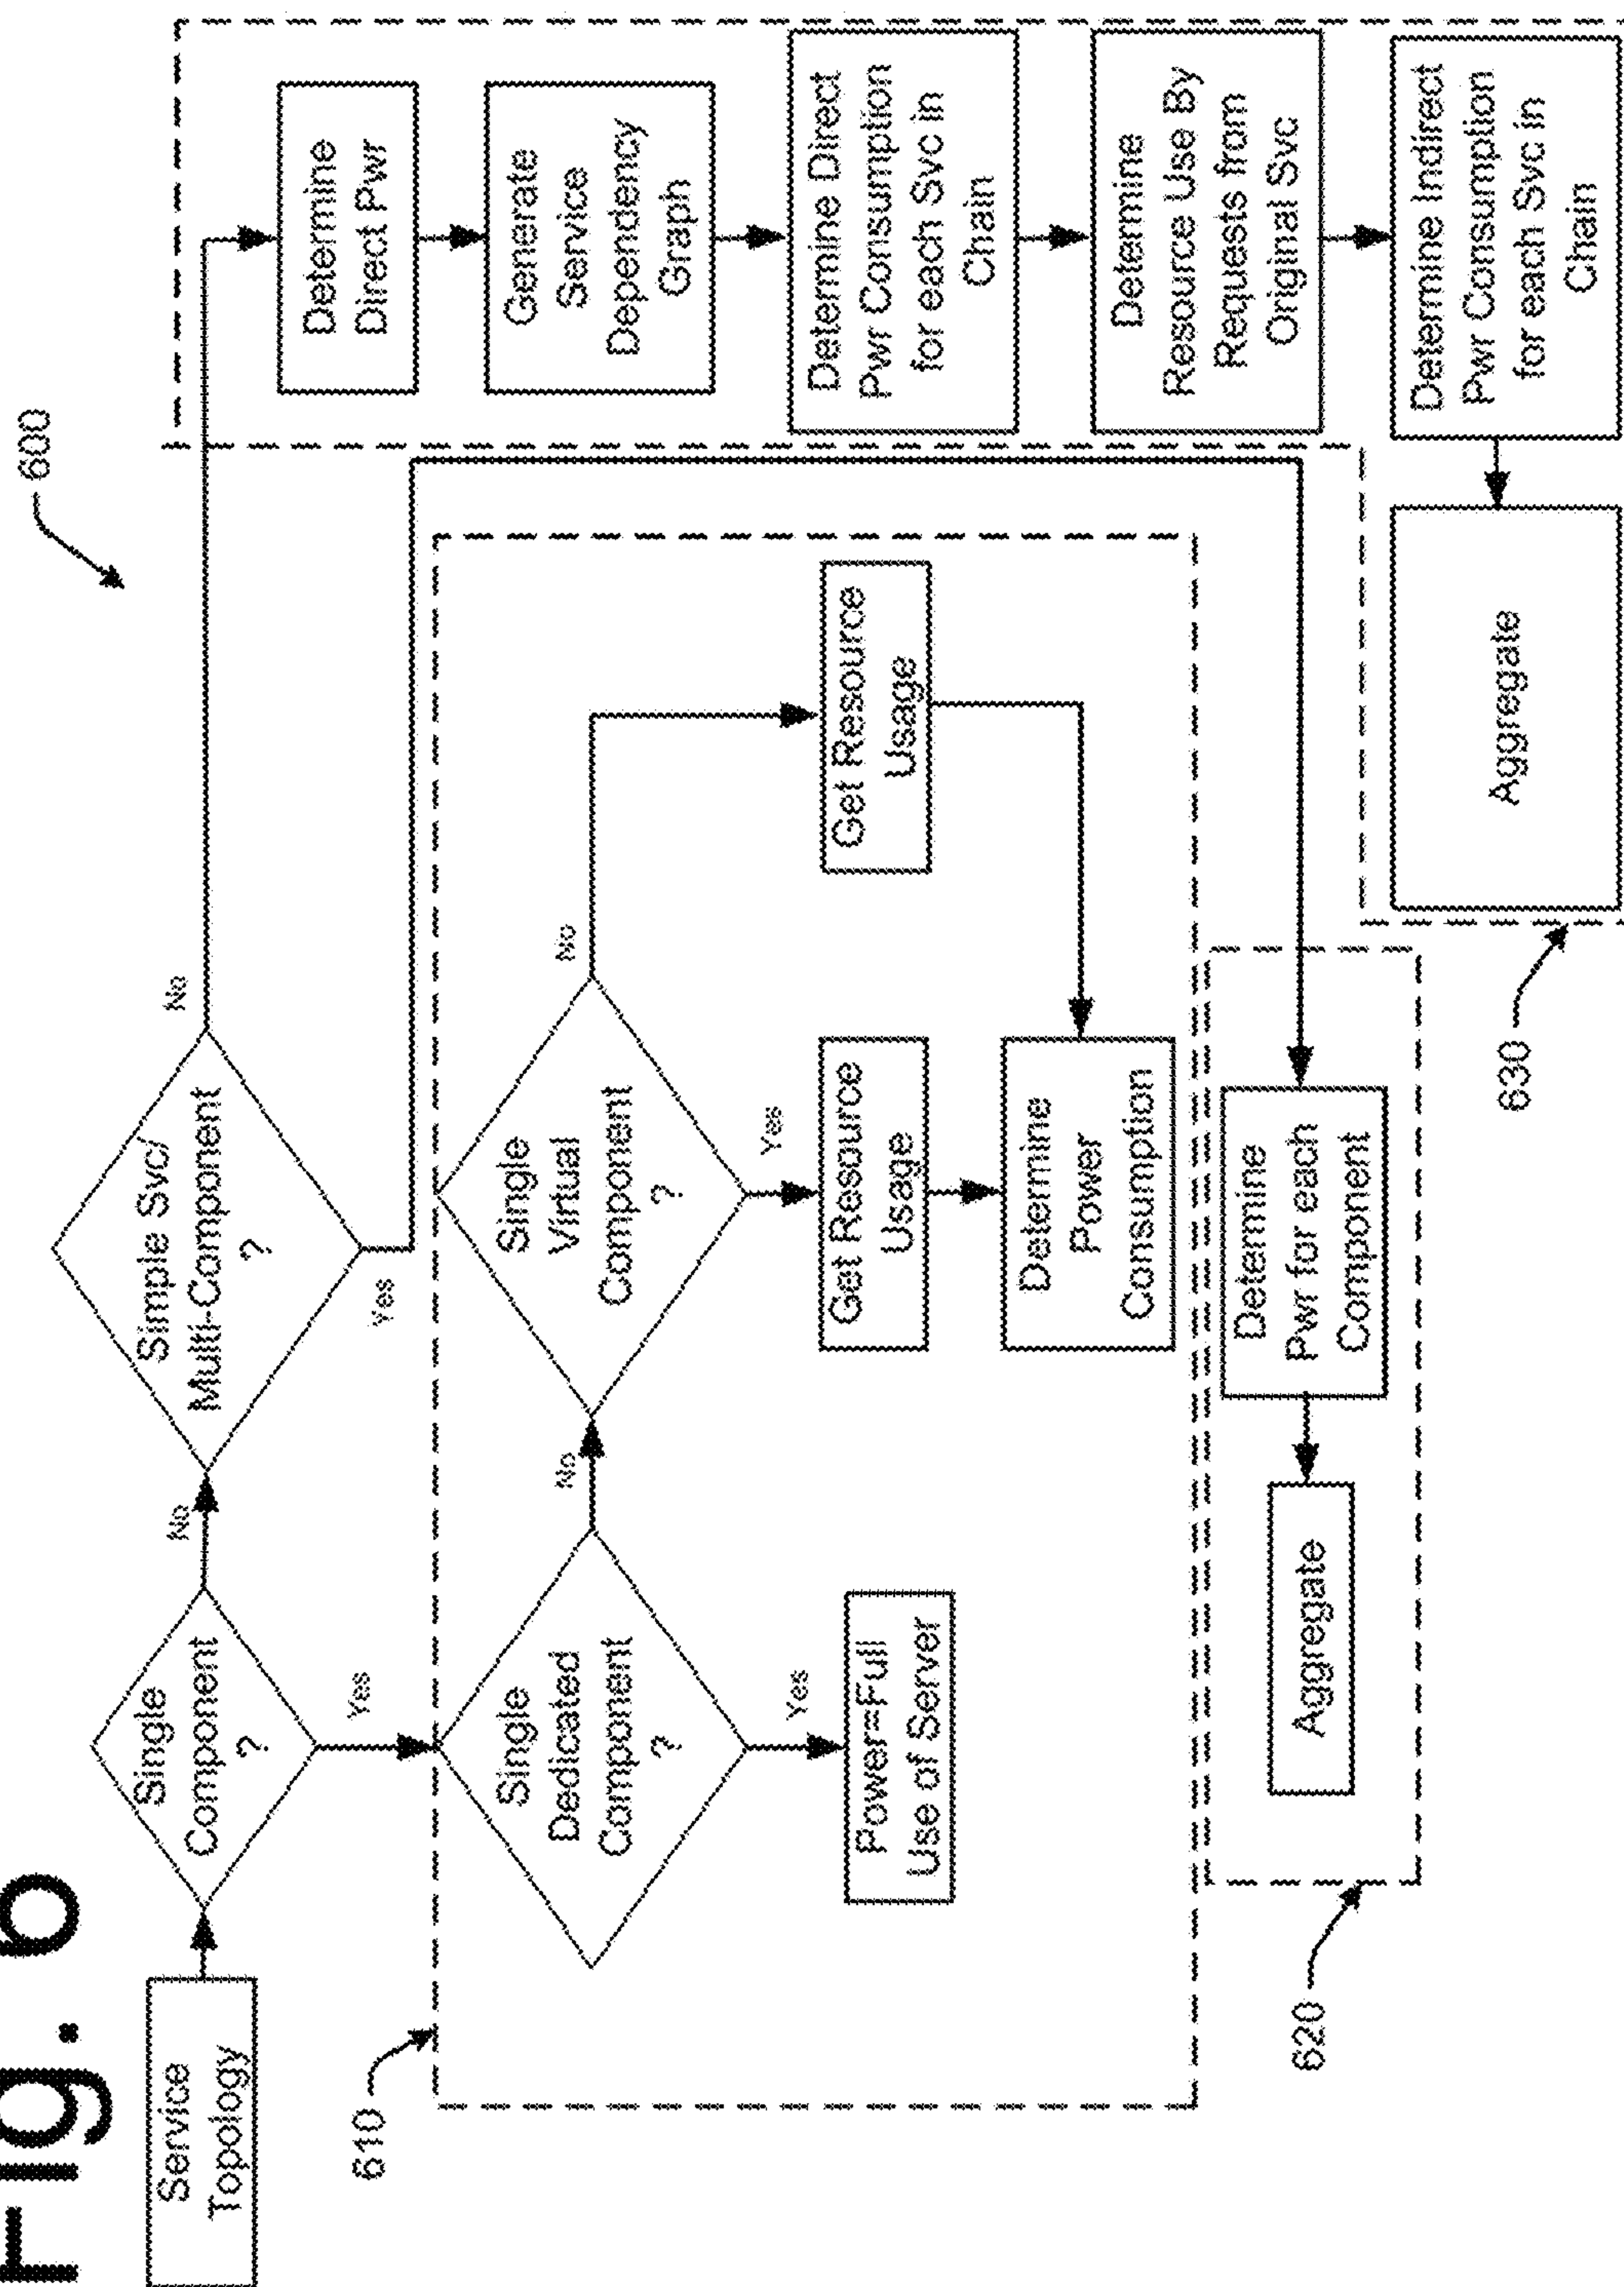 Fig. 6
600
Service
Topology
Single
Component
?
No
Yes
Simple Svc/
Multi-Component
?
No
Yes
610
Single
Dedicated
Component
?
No
Yes
Power=Full
Use of Server
Single
Virtual
Component
?
No
Yes
Get Resource
Usage
Get Resource
Usage
Determine
Power
Consumption
620
Determine
Pwr for each
Component
Aggregate
Determine
Direct Pwr
Generate
Service
Dependency
Graph
Determine Direct
Pwr Consumption
for each Svc in
Chain
Determine
Resource Use By
Requests from
Original Svc
Determine Indirect
Pwr Consumption
for each Svc in
Chain
Aggregate
630